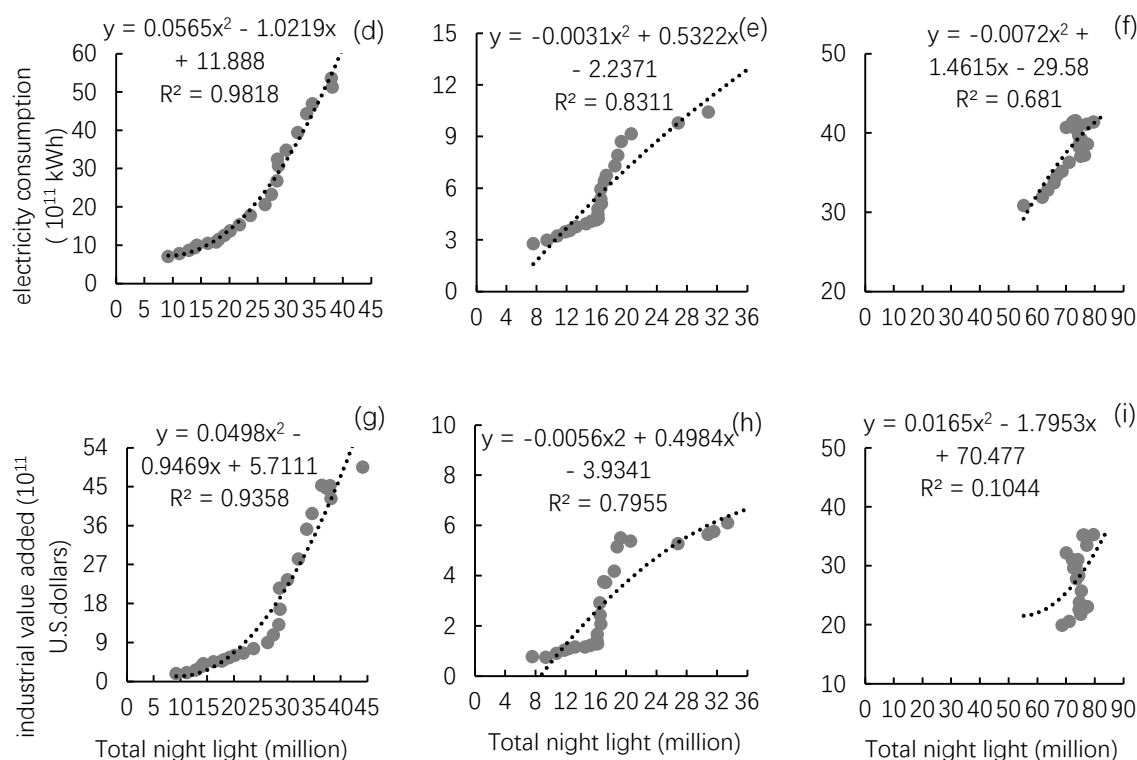 y = 0.0565x² - 1.0219x
+ 11.888
R² = 0.9818
(d)
electricity consumption
( 10¹¹ kWh)
60
50
40
30
20
10
0
0 5 10 15 20 25 30 35 40 45
y = -0.0031x² + 0.5322x
- 2.2371
R² = 0.8311
(e)
15
12
9
6
3
0
0 4 8 12 16 20 24 28 32 36
y = -0.0072x² +
1.4615x - 29.58
R² = 0.681
(f)
50
40
30
20
0 10 20 30 40 50 60 70 80 90
y = 0.0498x² -
0.9469x + 5.7111
R² = 0.9358
(g)
industrial value added (10¹¹
U.S.dollars)
54
45
36
27
18
9
0
0 5 10 15 20 25 30 35 40 45
Total night light (million)
y = -0.0056x2 + 0.4984x
- 3.9341
R² = 0.7955
(h)
10
8
6
4
2
0
0 4 8 12 16 20 24 28 32 36
Total night light (million)
y = 0.0165x² - 1.7953x
+ 70.477
R² = 0.1044
(i)
50
40
30
20
10
0 10 20 30 40 50 60 70 80 90
Total night light (million)